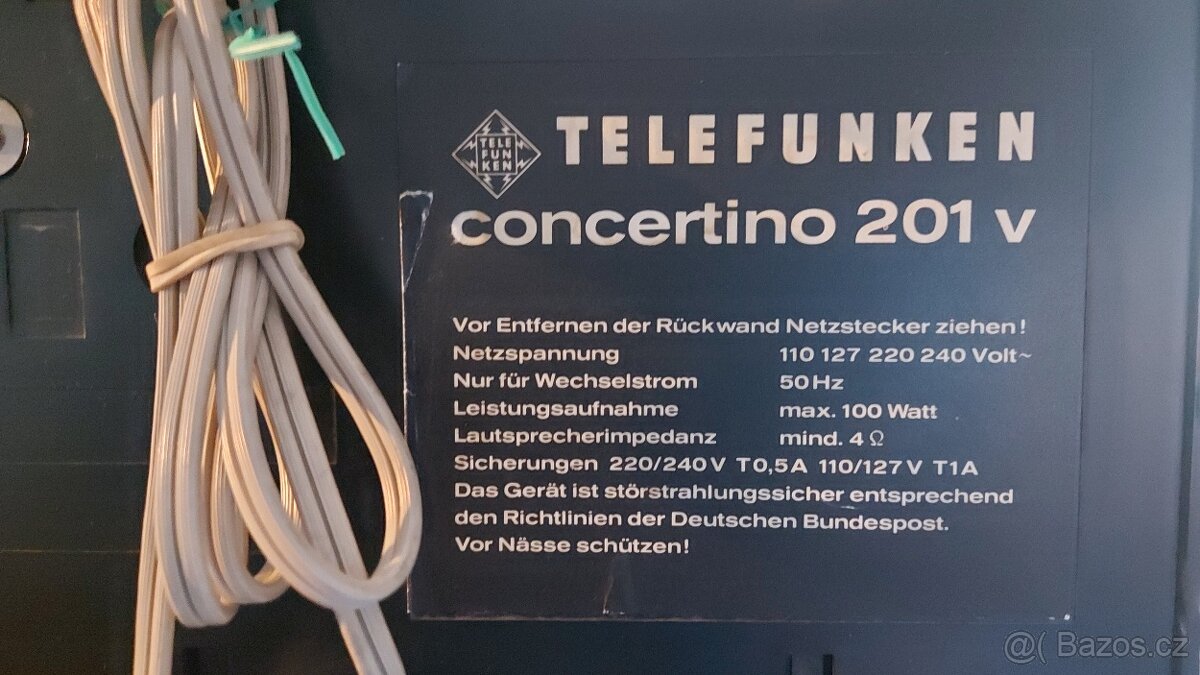 TELE
FUN
KEN
TELEFUNKEN
concertino 201 v
Vor Entfernen der Rückwand Netzstecker ziehen!
Netzspannung 110 127 220 240 Volt~
Nur für Wechselstrom 50 Hz
Leistungsaufnahme max. 100 Watt
Lautsprecherimpedanz mind. 4 Ω
Sicherungen 220/240 V T0,5A 110/127 V T1A
Das Gerät ist störstrahlungssicher entsprechend
den Richtlinien der Deutschen Bundespost.
Vor Nässe schützen!
@( Bazos.cz